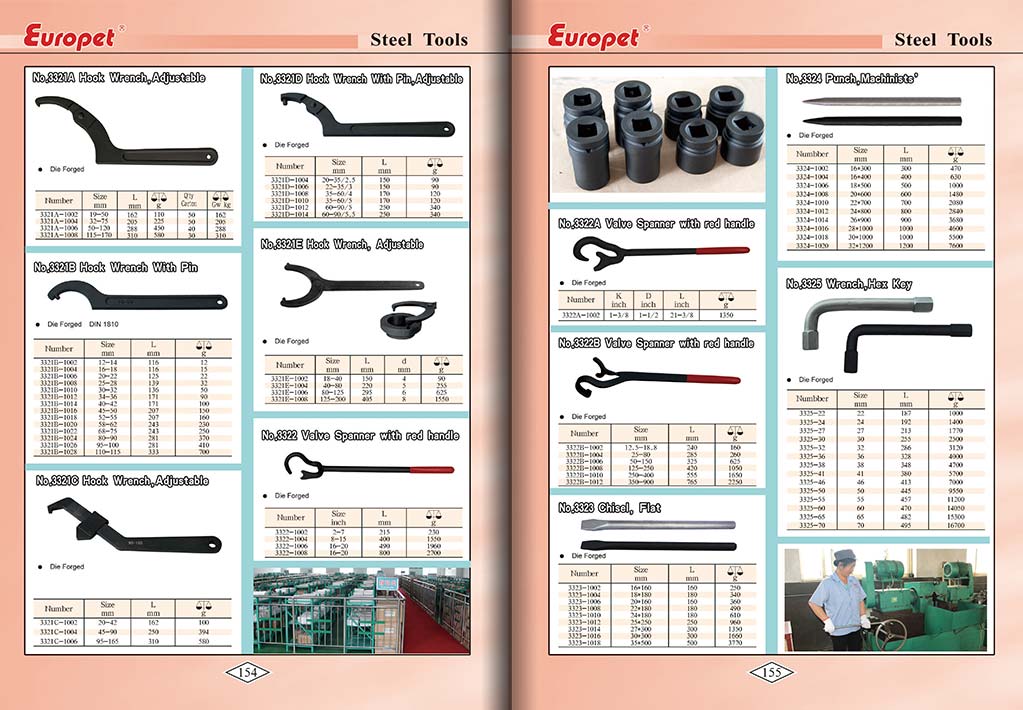 Europet®
Steel Tools
No,3321A Hook Wrench,Adjustable
Die Forged
Number Size mm L mm g Q'ty Carton Gw kg
3321A-1002 19-50 162 110 50 162
3321A-1004 32-75 205 225 50 205
3321A-1006 50-120 288 450 40 288
3321A-1008 115-170 310 580 30 310
No,3321B Hook Wrench With Pin
Die Forged DIN 1810
Number Size mm L mm g
3321B-1002 12-14 116 12
3321B-1004 16-18 116 15
3321B-1006 20-22 125 22
3321B-1008 25-28 139 32
3321B-1010 30-32 136 50
3321B-1012 34-36 171 90
3321B-1014 40-42 171 100
3321B-1016 45-50 207 150
3321B-1018 52-55 207 160
3321B-1020 58-62 243 230
3321B-1022 68-75 243 250
3321B-1024 80-90 281 370
3321B-1026 95-100 281 410
3321B-1028 110-115 333 700
No,3321C Hook Wrench,Adjustable
Die Forged
Number Size mm L mm g
3321C-1002 20-42 162 100
3321C-1004 45-90 250 394
3321C-1006 95-165 310 580
No,3321D Hook Wrench With Pin,Adjustable
Die Forged
Number Size mm L mm g
3321D-1004 20-35/2.5 150 90
3321D-1006 22-35/3 150 90
3321D-1008 35-60/4 170 120
3321D-1010 35-60/5 170 120
3321D-1012 60-90/5 250 340
3321D-1014 60-90/5.5 250 340
No,3321E Hook Wrench, Adjustable
Die Forged
Number Size mm L mm d mm g
3321E-1002 18-40 150 4 90
3321E-1004 40-80 220 5 255
3321E-1006 80-125 295 6 625
3321E-1008 125-200 405 8 1550
No,3322 Valve Spanner with red handle
Die Forged
Number Size inch L mm g
3322-1002 2-7 215 230
3322-1004 8-15 400 1550
3322-1006 16-20 490 1960
3322-1008 16-20 800 2700
154
Europet®
Steel Tools
No,3322A Valve Spanner with red handle
Die Forged
Number K inch D inch L inch g
3322A-1002 1-3/8 1-1/2 21-3/8 1350
No,3322B Valve Spanner with red handle
Die Forged
Number Size mm L mm g
3322B-1002 12.5-18.8 240 160
3322B-1004 25-80 285 260
3322B-1006 50-150 325 625
3322B-1008 125-250 420 1050
3322B-1010 250-400 555 1650
3322B-1012 350-900 765 2250
No,3323 Chisel, Flat
Die Forged
Number Size mm L mm g
3323-1002 16*160 160 250
3323-1004 18*180 180 340
3323-1006 20*160 160 360
3323-1008 22*180 180 490
3323-1010 24*180 180 610
3323-1012 25*250 250 960
3323-1014 27*300 300 1350
3323-1016 30*300 300 1660
3323-1018 35*500 500 3770
No,3324 Punch,Machinists'
Die Forged
Numbber Size mm L mm g
3324-1002 16*300 300 470
3324-1004 16*400 400 630
3324-1006 18*500 500 1000
3324-1008 20*600 600 1480
3324-1010 22*700 700 2080
3324-1012 24*800 800 2840
3324-1014 26*900 900 3680
3324-1016 28*1000 1000 4600
3324-1018 30*1000 1000 5500
3324-1020 32*1200 1200 7600
No,3325 Wrench,Hex Key
Die Forged
Number Size mm L mm g
3325-22 22 187 1000
3325-24 24 192 1400
3325-27 27 213 1770
3325-30 30 255 2500
3325-32 32 266 3120
3325-36 36 328 4000
3325-38 38 348 4700
3325-41 41 380 5700
3325-46 46 413 7000
3325-50 50 445 9550
3325-55 55 457 11200
3325-60 60 470 14050
3325-65 65 482 15300
3325-70 70 495 16700
155